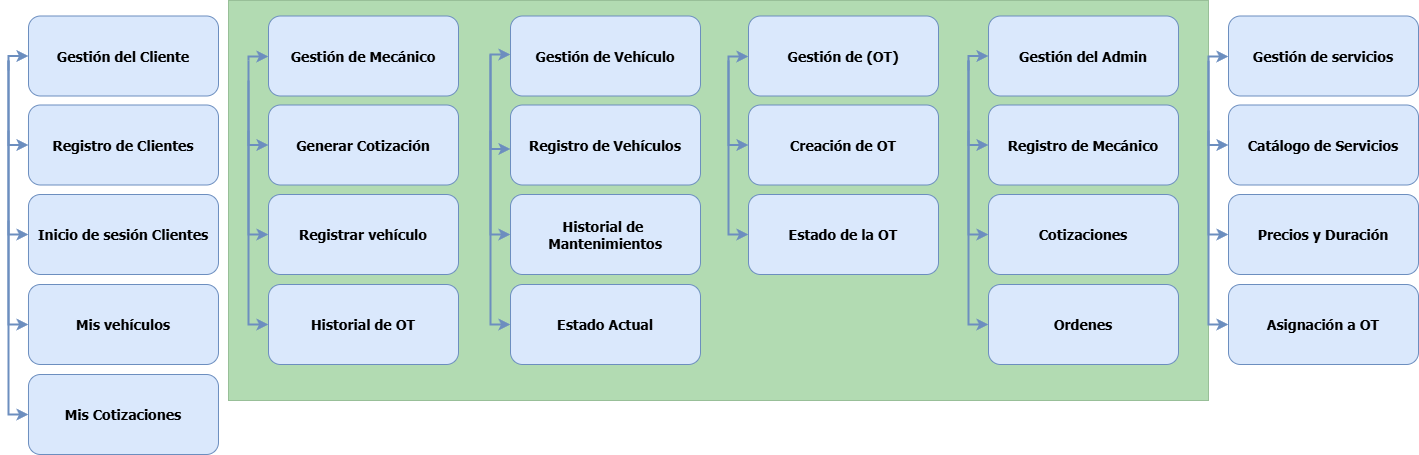 Gestión del Cliente
Registro de Clientes
Inicio de sesión Clientes
Mis vehículos
Mis Cotizaciones
Gestión de Mecánico
Generar Cotización
Registrar vehículo
Historial de OT
Gestión de Vehículo
Registro de Vehículos
Historial de
Mantenimientos
Estado Actual
Gestión de (OT)
Creación de OT
Estado de la OT
Gestión del Admin
Registro de Mecánico
Cotizaciones
Ordenes
Gestión de servicios
Catálogo de Servicios
Precios y Duración
Asignación a OT